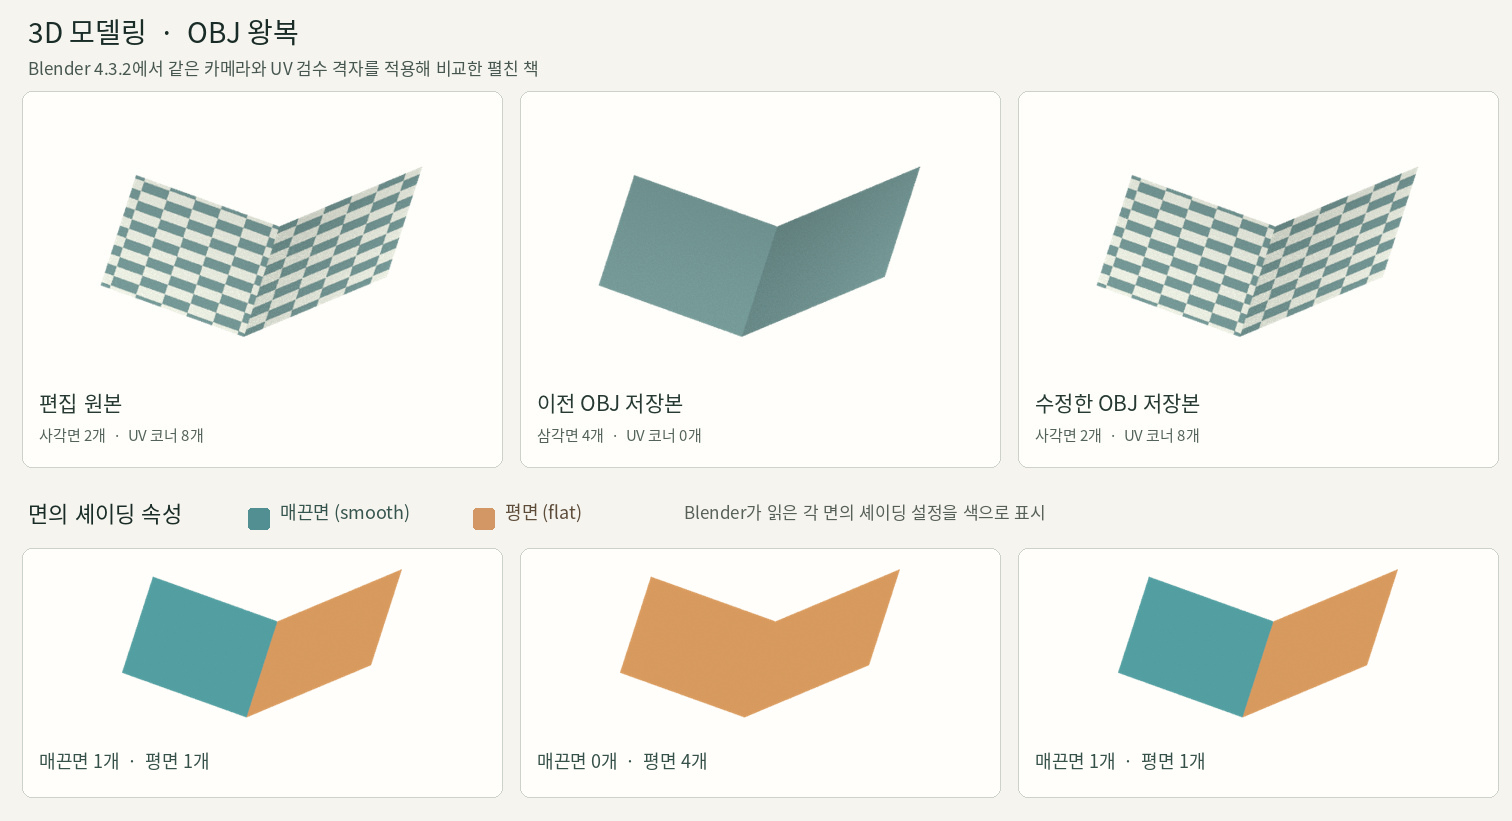 3D 모델링 · OBJ 왕복
Blender 4.3.2에서 같은 카메라와 UV 검수 격자를 적용해 비교한 펼친 책
편집 원본
사각면 2개 · UV 코너 8개
이전 OBJ 저장본
삼각면 4개 · UV 코너 0개
수정한 OBJ 저장본
사각면 2개 · UV 코너 8개
면의 셰이딩 속성
매끈면 (smooth)
평면 (flat)
Blender가 읽은 각 면의 셰이딩 설정을 색으로 표시
매끈면 1개 · 평면 1개
매끈면 0개 · 평면 4개
매끈면 1개 · 평면 1개